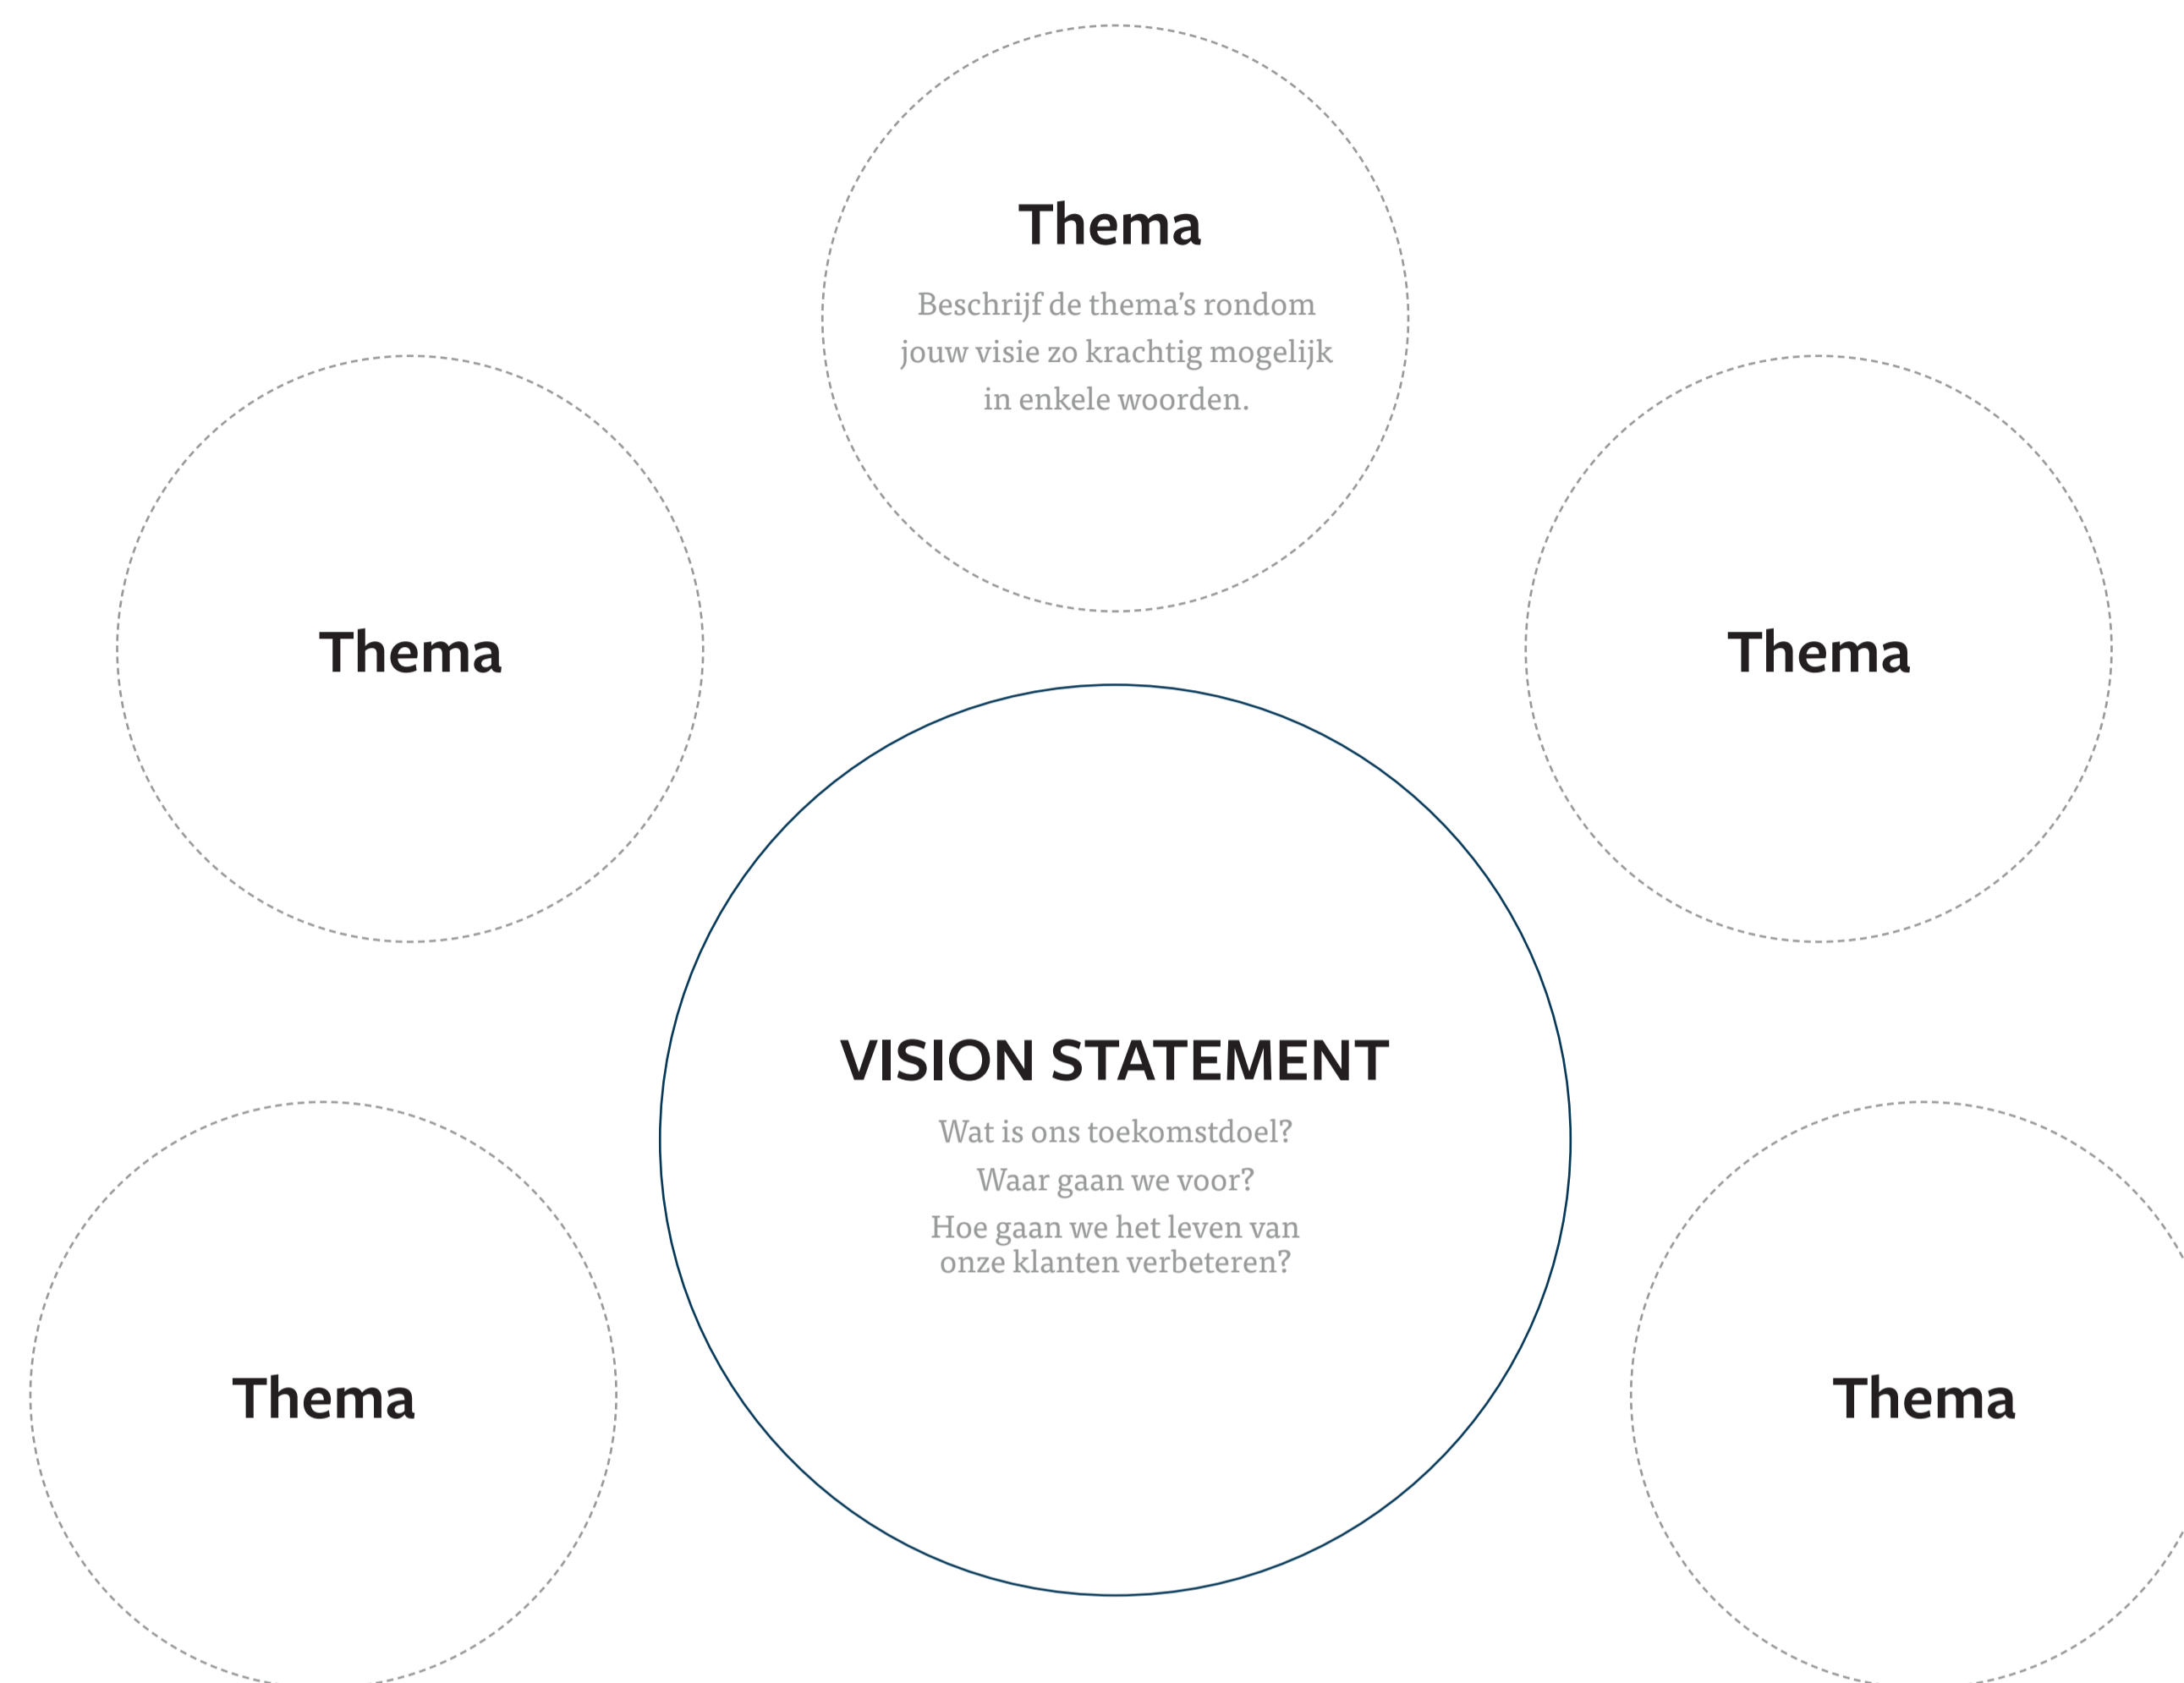 Thema
Beschrijf de thema's rondom
jouw visie zo krachtig mogelijk
in enkele woorden.
Thema
Thema
VISION STATEMENT
Wat is ons toekomstdoel?
Waar gaan we voor?
Hoe gaan we het leven van
onze klanten verbeteren?
Thema
Thema